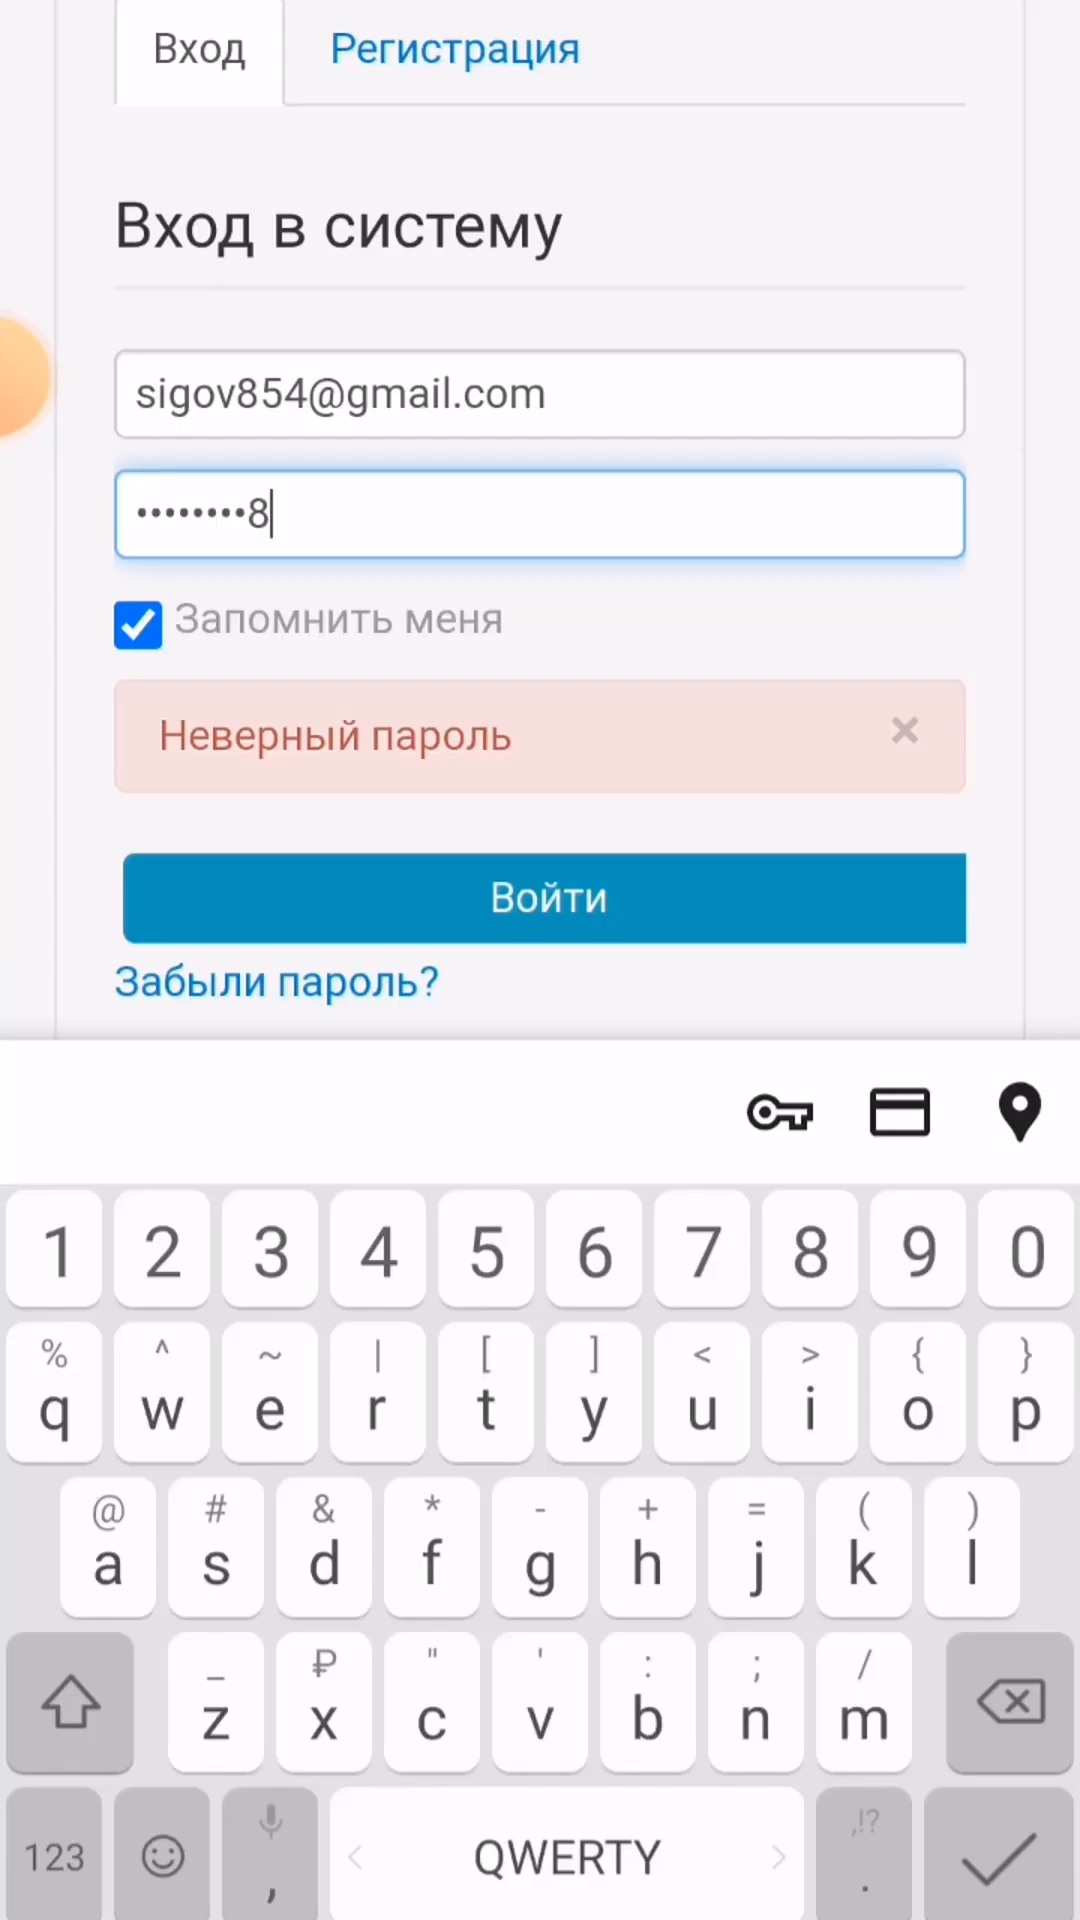 Вход Регистрация
Вход в систему
sigov854@gmail.com
••••••••8
Запомнить меня
Неверный пароль ×
Войти
Забыли пароль?
1 2 3 4 5 6 7 8 9 0
% ^ ~ | [ ] < > { }
q w e r t y u i o p
@ # & * - + = ( )
a s d f g h j k l
_ ₽ " ' : ; /
z x c v b n m
,!?
123 , QWERTY .